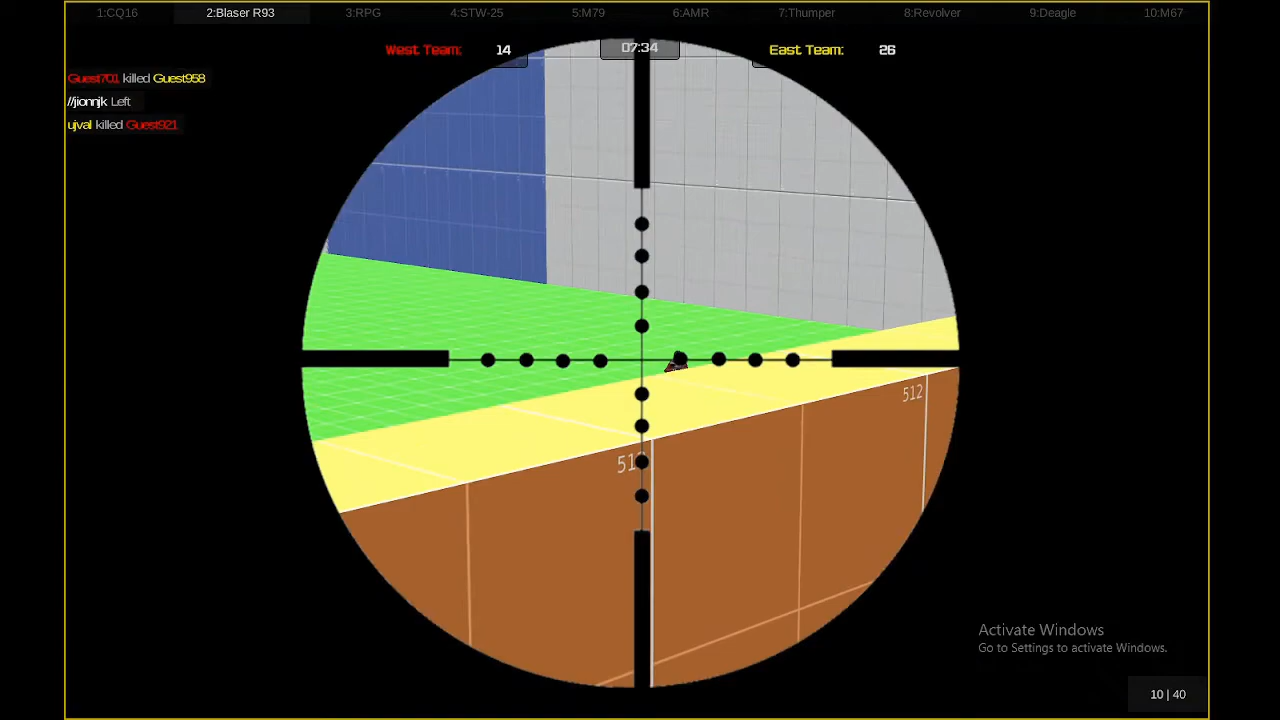 1:CQ16 2:Blaser R93 3:RPG 4:STW-25 5:M79 6:AMR 7:Thumper 8:Revolver 9:Deagle 10:M67
West Team: 14 07:34 East Team: 26
Guest701 killed Guest958
//jionnjk Left
ujval killed Guest921
512
51
Activate Windows
Go to Settings to activate Windows.
10 | 40